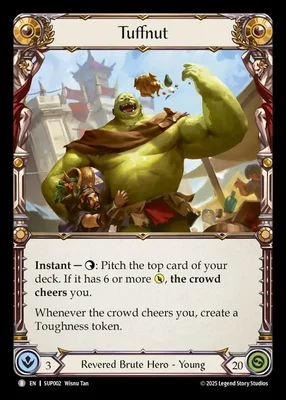 Tuffnut
Instant — : Pitch the top card of your
deck. If it has 6 or more , the crowd
cheers you.
Whenever the crowd cheers you, create a
Toughness token.
3 Revered Brute Hero - Young 20
EN | SUP002 Wisnu Tan © 2025 Legend Story Studios